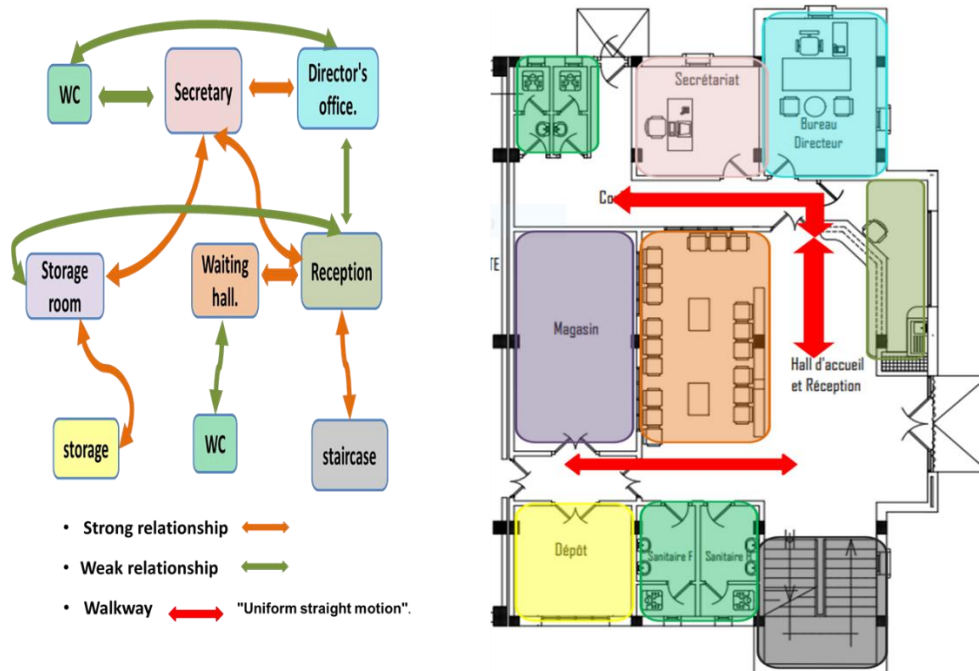 WC
Secretary
Director's
office.
Storage
room
Waiting
hall.
Reception
storage
WC
staircase
• Strong relationship
• Weak relationship
• Walkway "Uniform straight motion".
Secrétariat
Bureau
Directeur
Co
TE
Magasin
Hall d'accueil
et Réception
Dépôt
Sanitaire F
Sanitaire